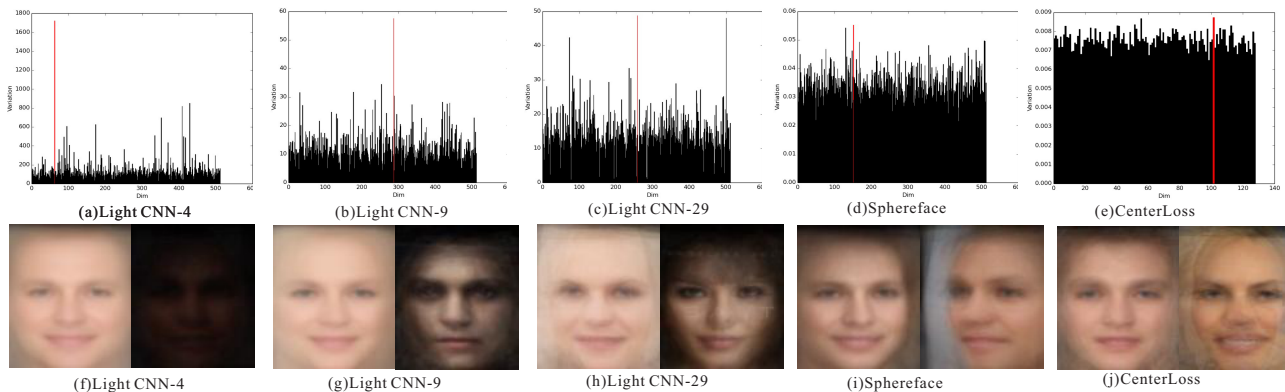 1800
1600
1400
1200
1000
800
600
400
200
0
Variation
0 100 200 300 400 500 60
Dim
(a)Light CNN-4
60
50
40
30
20
10
0
Variation
0 100 200 300 400 500 60
Dim
(b)Light CNN-9
50
40
30
20
10
0
Variation
0 100 200 300 400 500 60
Dim
(c)Light CNN-29
0.06
0.05
0.04
0.03
0.02
0.01
0.00
Variation
0 100 200 300 400 500 60
Dim
(d)Sphereface
0.009
0.008
0.007
0.006
0.005
0.004
0.003
0.002
0.001
0.000
Variation
0 20 40 60 80 100 120 140
Dim
(e)CenterLoss
(f)Light CNN-4
(g)Light CNN-9
(h)Light CNN-29
(i)Sphereface
(j)CenterLoss